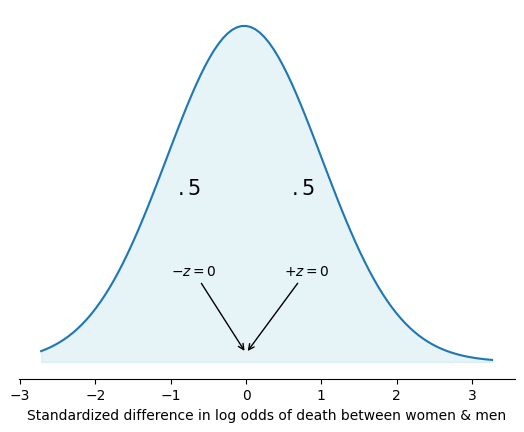 .5 .5
−z = 0 +z = 0
−3 −2 −1 0 1 2 3
Standardized difference in log odds of death between women & men